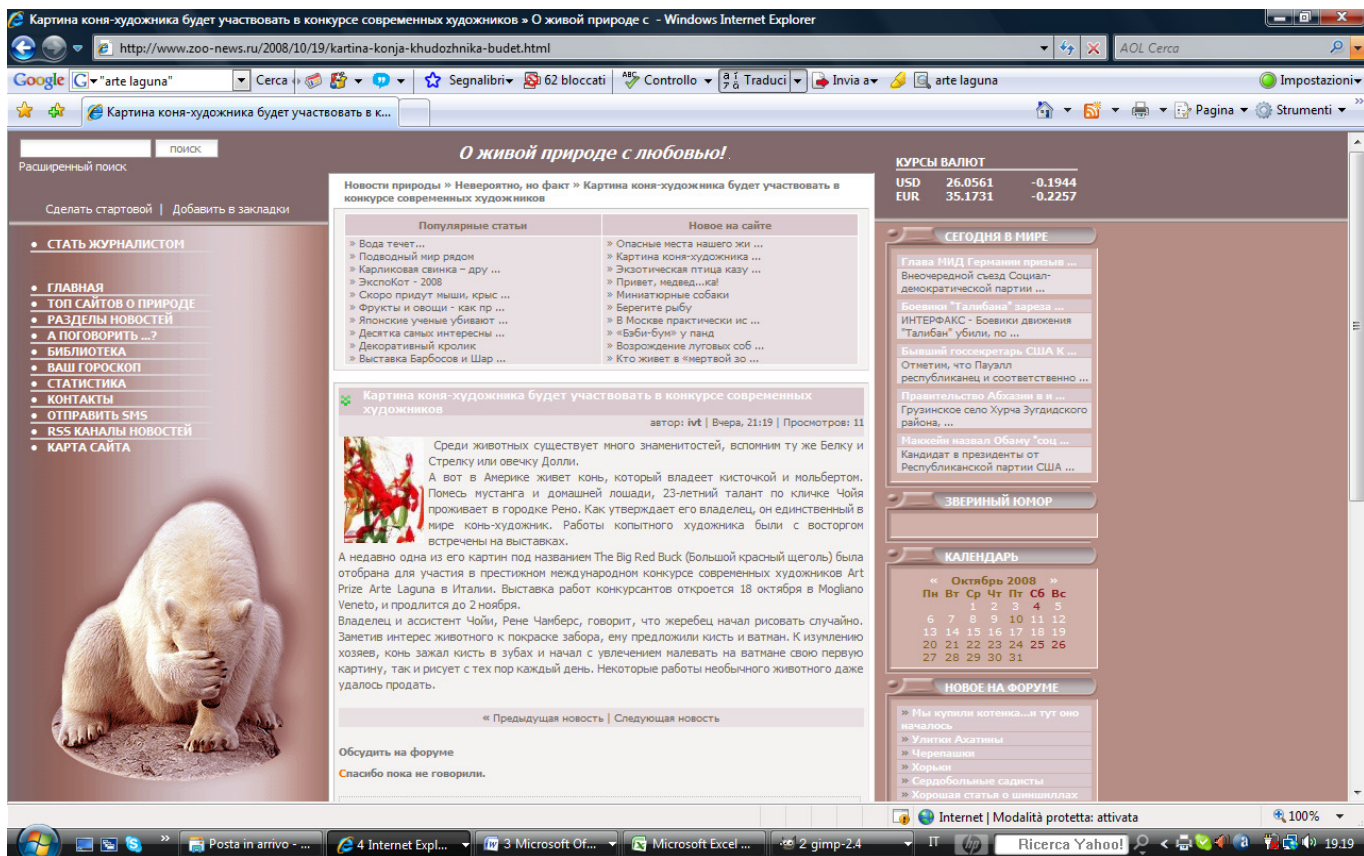 Картина коня-художника будет участвовать в конкурсе современных художников » О живой природе с - Windows Internet Explorer
http://www.zoo-news.ru/2008/10/19/kartina-konja-khudozhnika-budet.html
AOL Cerca
Google
"arte laguna"
Cerca
Segnalibri
62 bloccati
Controllo
Traduci
Invia a
arte laguna
Impostazioni
Картина коня-художника будет участвовать в к...
Pagina
Strumenti
поиск
Расширенный поиск
Сделать стартовой | Добавить в закладки
СТАТЬ ЖУРНАЛИСТОМ
ГЛАВНАЯ
ТОП САЙТОВ О ПРИРОДЕ
РАЗДЕЛЫ НОВОСТЕЙ
А ПОГОВОРИТЬ ...?
БИБЛИОТЕКА
ВАШ ГОРОСКОП
СТАТИСТИКА
КОНТАКТЫ
ОТПРАВИТЬ SMS
RSS КАНАЛЫ НОВОСТЕЙ
КАРТА САЙТА
О живой природе с любовью!
Новости природы » Невероятно, но факт » Картина коня-художника будет участвовать в
конкурсе современных художников
Популярные статьи
» Вода течет...
» Подводный мир рядом
» Карликовая свинка – дру ...
» ЭкспоКот - 2008
» Скоро придут мыши, крыс ...
» Фрукты и овощи - как пр ...
» Японские ученые убивают ...
» Десятка самых интересны ...
» Декоративный кролик
» Выставка Барбосов и Шар ...
Новое на сайте
» Опасные места нашего жи ...
» Картина коня-художника ...
» Экзотическая птица казу ...
» Привет, медвед...ка!
» Миниатюрные собаки
» Берегите рыбу
» В Москве практически ис ...
» «Бэби-бум» у панд
» Возрождение луговых соб ...
» Кто живет в «мертвой зо ...
Картина коня-художника будет участвовать в конкурсе современных
художников
автор: ivt | Вчера, 21:19 | Просмотров: 11
Среди животных существует много знаменитостей, вспомним ту же Белку и
Стрелку или овечку Долли.
А вот в Америке живет конь, который владеет кисточкой и мольбертом.
Помесь мустанга и домашней лошади, 23-летний талант по кличке Чойя
проживает в городке Рено. Как утверждает его владелец, он единственный в
мире конь-художник. Работы копытного художника были с восторгом
встречены на выставках.
А недавно одна из его картин под названием The Big Red Buck (Большой красный щеголь) была
отобрана для участия в престижном международном конкурсе современных художников Art
Prize Arte Laguna в Италии. Выставка работ конкурсантов откроется 18 октября в Mogliano
Veneto, и продлится до 2 ноября.
Владелец и ассистент Чойи, Рене Чамберс, говорит, что жеребец начал рисовать случайно.
Заметив интерес животного к покраске забора, ему предложили кисть и ватман. К изумлению
хозяев, конь зажал кисть в зубах и начал с увлечением малевать на ватмане свою первую
картину, так и рисует с тех пор каждый день. Некоторые работы необычного животного даже
удалось продать.
« Предыдущая новость | Следующая новость
Обсудить на форуме
Спасибо пока не говорили.
КУРСЫ ВАЛЮТ
USD 26.0561 -0.1944
EUR 35.1731 -0.2257
СЕГОДНЯ В МИРЕ
Глава МИД Германии призыв ...
Внеочередной съезд Социал-
демократической партии ...
Боевики "Талибана" зареза ...
ИНТЕРФАКС - Боевики движения
"Талибан" убили, по ...
Бывший госсекретарь США К ...
Отметим, что Пауэлл
республиканец и соответственно ...
Правительство Абхазии в и ...
Грузинское село Хурча Зугдидского
района, ...
Маккейн назвал Обаму "соц ...
Кандидат в президенты от
Республиканской партии США ...
ЗВЕРИНЫЙ ЮМОР
КАЛЕНДАРЬ
« Октябрь 2008 »
Пн Вт Ср Чт Пт Сб Вс
1 2 3 4 5
6 7 8 9 10 11 12
13 14 15 16 17 18 19
20 21 22 23 24 25 26
27 28 29 30 31
НОВОЕ НА ФОРУМЕ
» Мы купили котенка...и тут оно
началось
» Улитки Ахатины
» Черепашки
» Хорьки
» Сердобольные садисты
» Хорошая статья о шиншиллах
Internet | Modalità protetta: attivata
100%
Posta in arrivo - ...
4 Internet Expl...
3 Microsoft Of...
Microsoft Excel ...
2 gimp-2.4
IT
hp
Ricerca Yahoo!
19.19